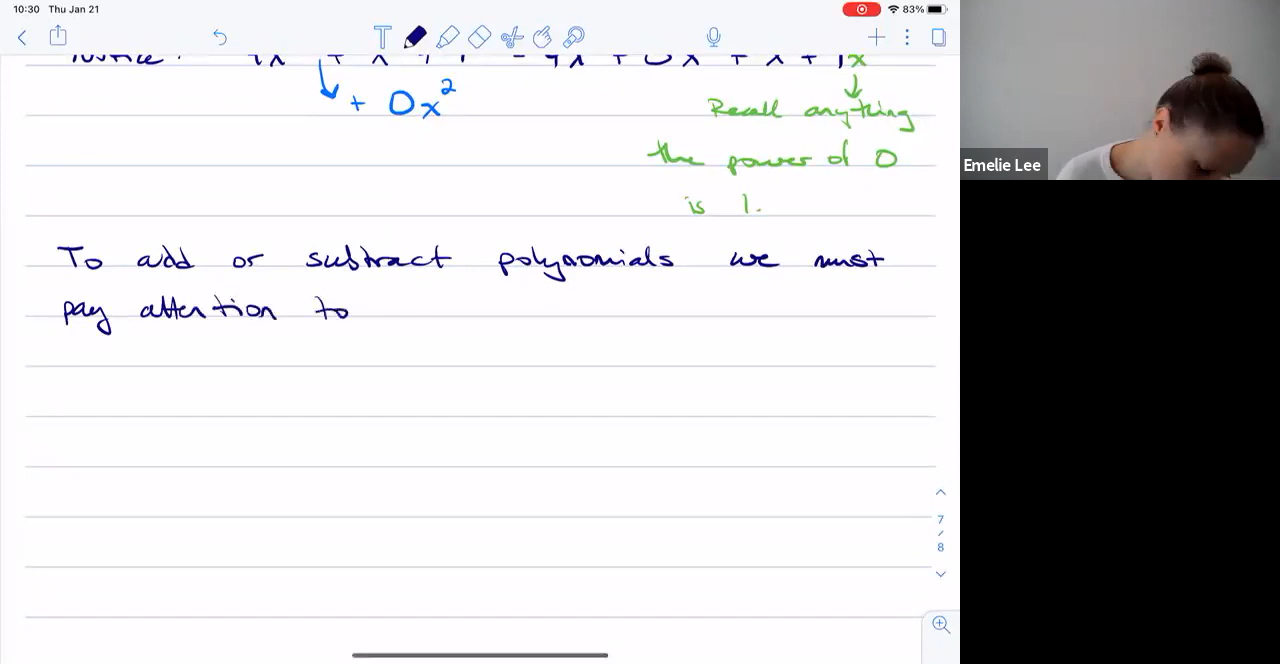 10:30 Thu Jan 21
83%
+ 0x²
Recall anything
the power of 0
is 1.
Emelie Lee
To add or subtract polynomials we must
pay attention to
7
/
8